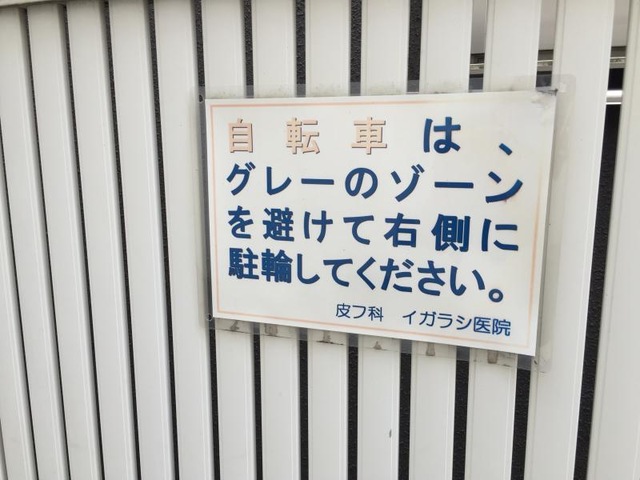 自転車は、
グレーのゾーン
を避けて右側に
駐輪してください。
皮フ科 イガラシ医院